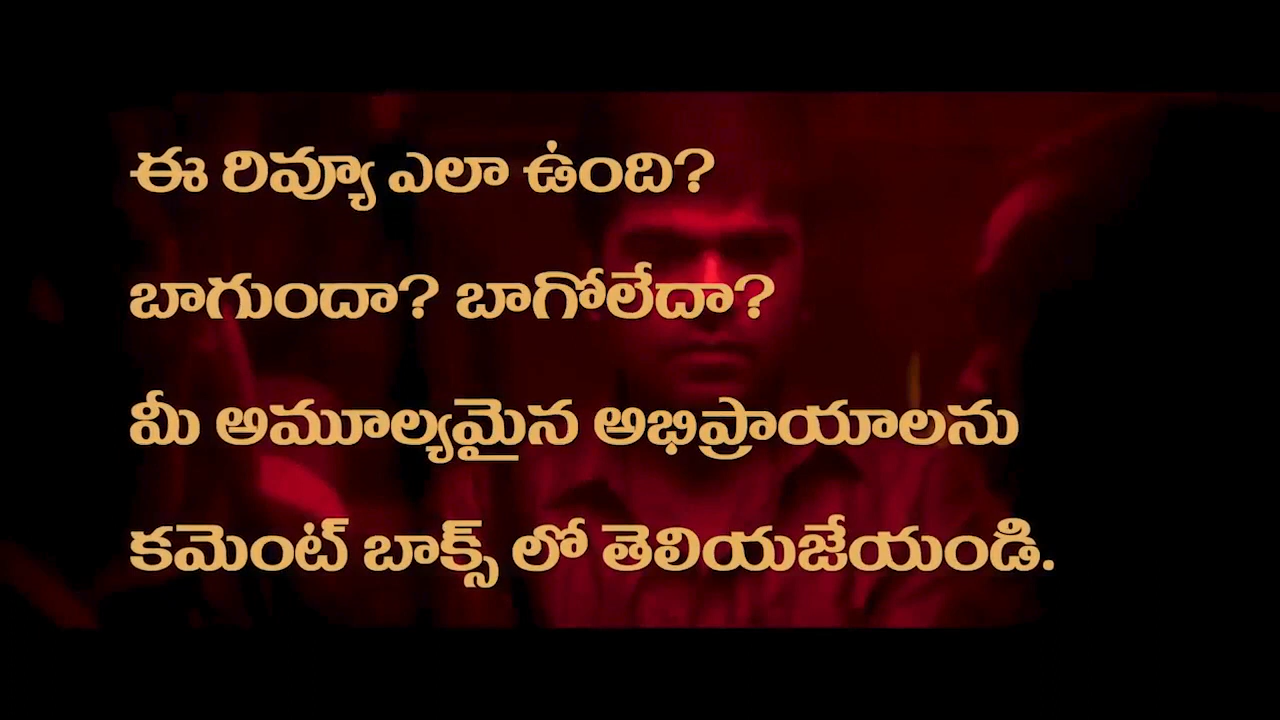 ఈ రివ్యూ ఎలా ఉంది?
బాగుందా? బాగోలేదా?
మీ అమూల్యమైన అభిప్రాయాలను
కమెంట్ బాక్స్ లో తెలియజేయండి.